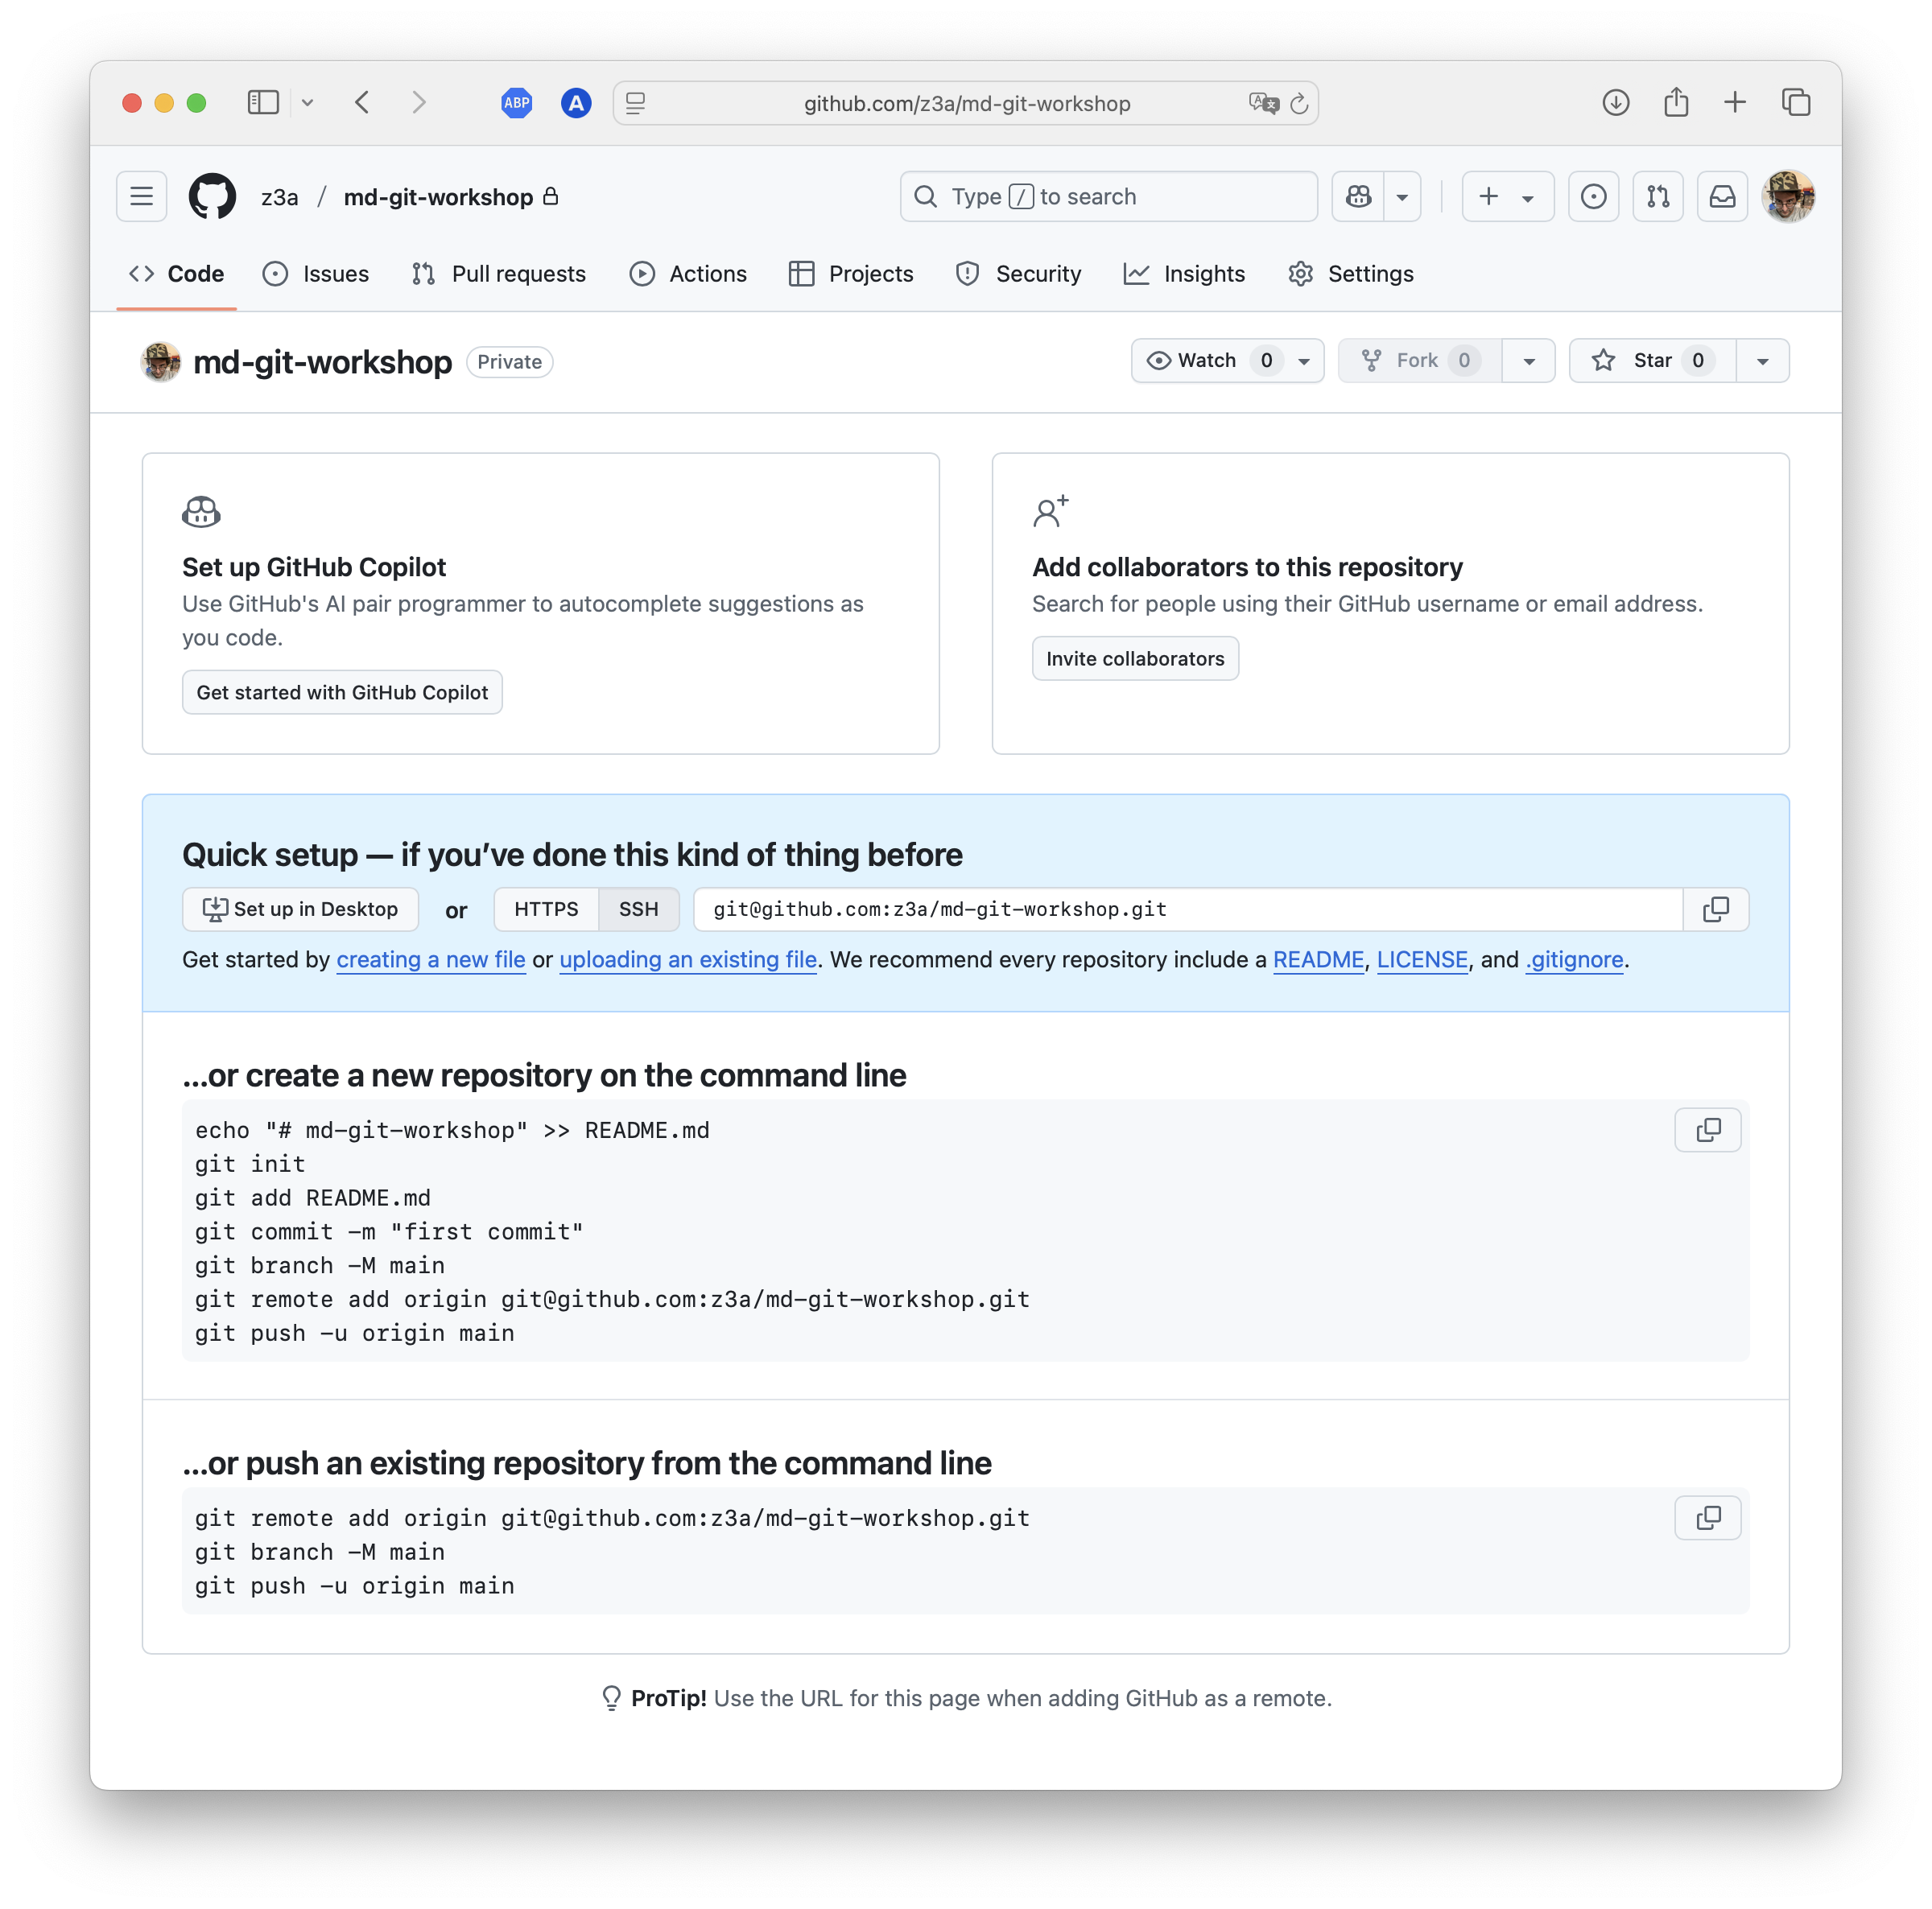 ABP
A
github.com/z3a/md-git-workshop
z3a / md-git-workshop
Type / to search
Code
Issues
Pull requests
Actions
Projects
Security
Insights
Settings
md-git-workshop
Private
Watch 0
Fork 0
Star 0
Set up GitHub Copilot
Use GitHub's AI pair programmer to autocomplete suggestions as
you code.
Get started with GitHub Copilot
Add collaborators to this repository
Search for people using their GitHub username or email address.
Invite collaborators
Quick setup — if you’ve done this kind of thing before
Set up in Desktop or HTTPS SSH git@github.com:z3a/md-git-workshop.git
Get started by creating a new file or uploading an existing file. We recommend every repository include a README, LICENSE, and .gitignore.
…or create a new repository on the command line
echo "# md-git-workshop" >> README.md
git init
git add README.md
git commit -m "first commit"
git branch -M main
git remote add origin git@github.com:z3a/md-git-workshop.git
git push -u origin main
…or push an existing repository from the command line
git remote add origin git@github.com:z3a/md-git-workshop.git
git branch -M main
git push -u origin main
ProTip! Use the URL for this page when adding GitHub as a remote.